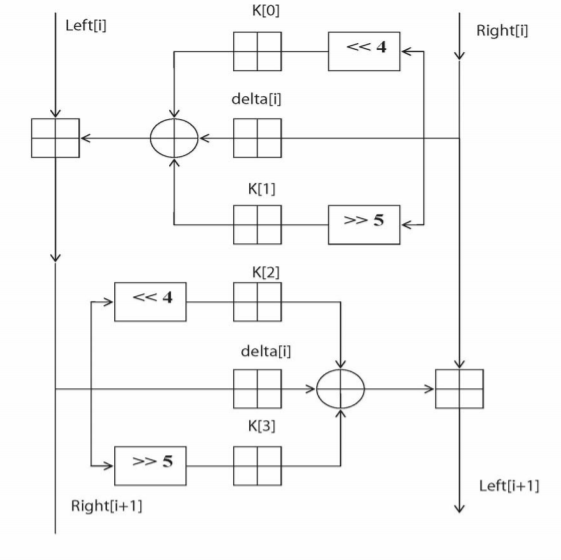 K[0]
Left[i]
Right[i]
<< 4
delta[i]
K[1]
>> 5
K[2]
<< 4
delta[i]
K[3]
>> 5
Left[i+1]
Right[i+1]